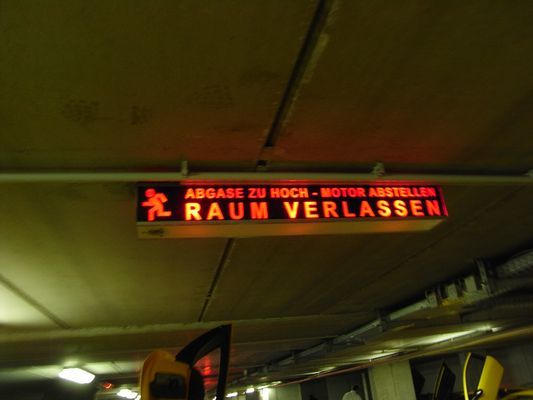 ABGASE ZU HOCH - MOTOR ABSTELLEN
RAUM VERLASSEN